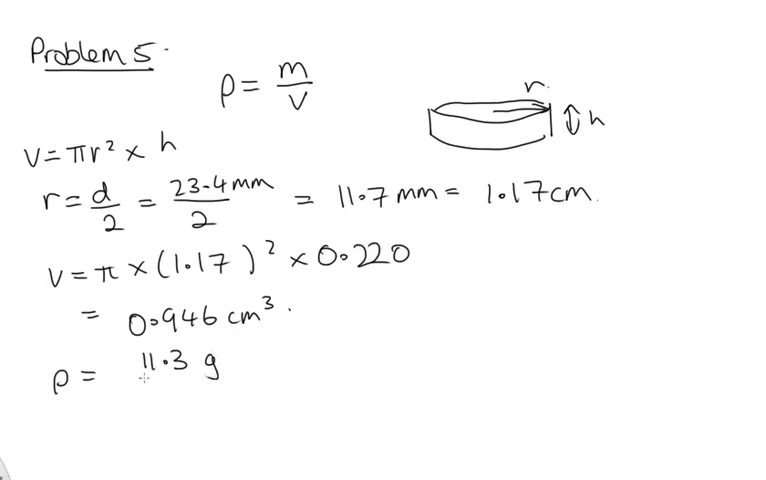 Problem 5.
ρ = m/V
r.
h
V = πr² × h
r = d/2 = 23.4mm/2 = 11.7mm = 1.17cm.
V = π × (1.17)² × 0.220
= 0.946 cm³.
ρ = 11.3 g